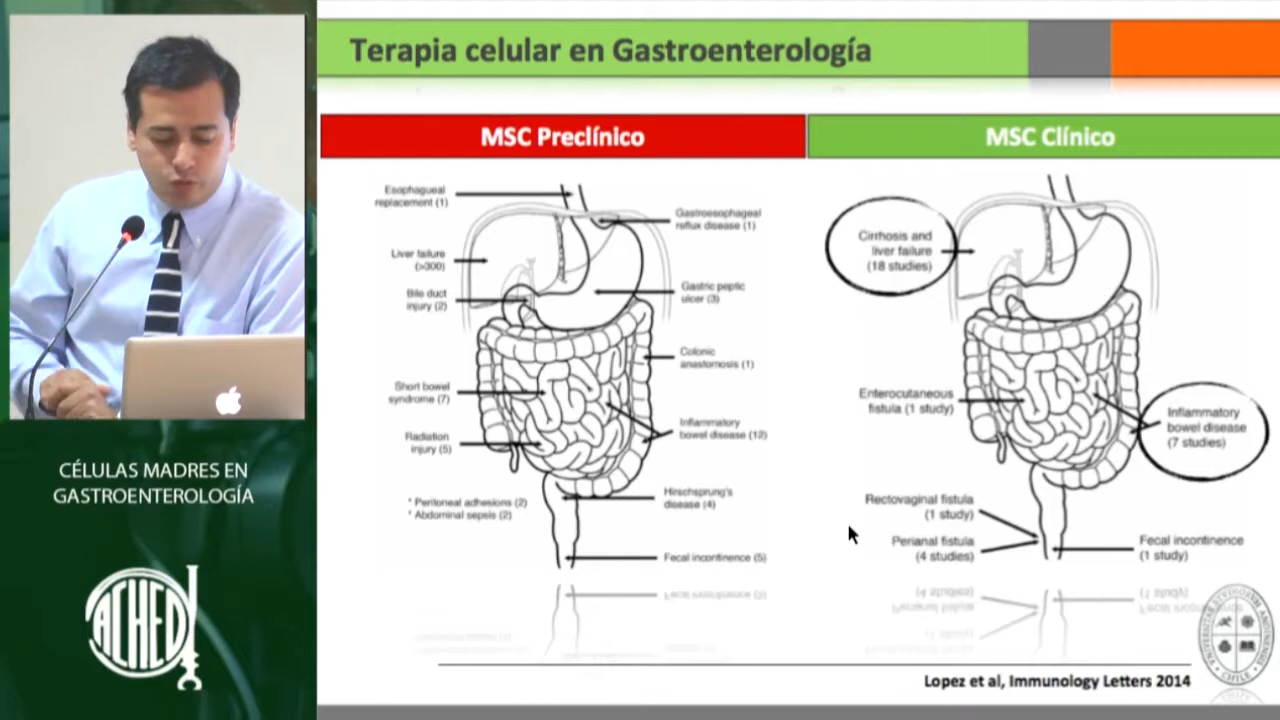 Terapia celular en Gastroenterología
MSC Preclínico
Esophagueal
replacement (1)
Gastroesophageal
reflux disease (1)
Liver failure
(>300)
Bile duct
injury (2)
Gastric peptic
ulcer (3)
Colonic
anastomosis (1)
Short bowel
syndrome (7)
Inflammatory
bowel disease (12)
Radiation
injury (5)
* Peritoneal adhesions (2)
* Abdominal sepsis (2)
Hirschsprung's
disease (4)
Fecal incontinence (5)
MSC Clínico
Cirrhosis and
liver failure
(18 studies)
Enterocutaneous
fistula (1 study)
Inflammatory
bowel disease
(7 studies)
Rectovaginal fistula
(1 study)
Perianal fistula
(4 studies)
Fecal incontinence
(1 study)
Lopez et al, Immunology Letters 2014
CÉLULAS MADRES EN
GASTROENTEROLOGÍA
ACHED